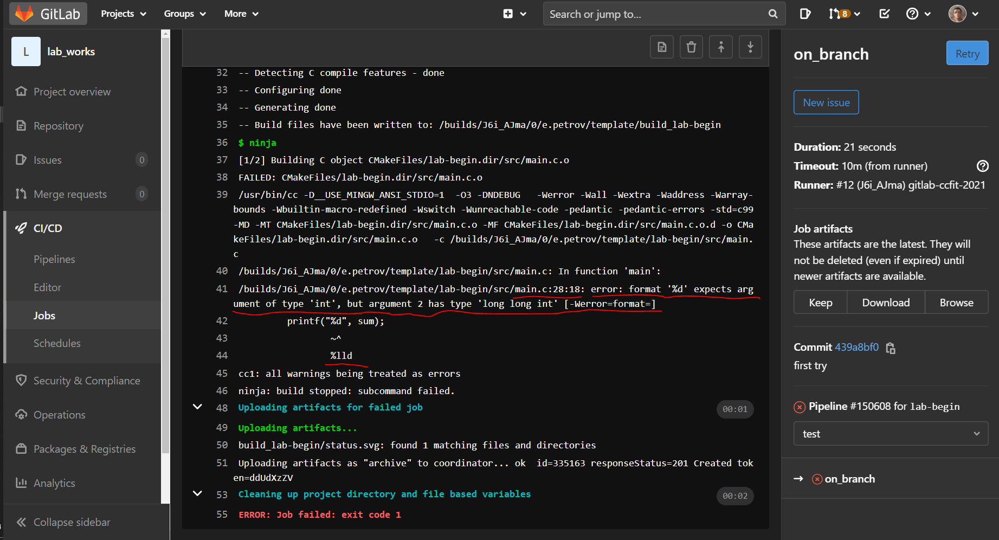 GitLab
Projects
Groups
More
Search or jump to...
8
L
lab_works
Project overview
Repository
Issues
0
Merge requests
0
CI/CD
Pipelines
Editor
Jobs
Schedules
Security & Compliance
Operations
Packages & Registries
Analytics
Collapse sidebar
32 -- Detecting C compile features - done
33 -- Configuring done
34 -- Generating done
35 -- Build files have been written to: /builds/J6i_AJma/0/e.petrov/template/build_lab-begin
36 $ ninja
37 [1/2] Building C object CMakeFiles/lab-begin.dir/src/main.c.o
38 FAILED: CMakeFiles/lab-begin.dir/src/main.c.o
39 /usr/bin/cc -D__USE_MINGW_ANSI_STDIO=1  -O3 -DNDEBUG   -Werror -Wall -Wextra -Waddress -Warray-
bounds -Wbuiltin-macro-redefined -Wswitch -Wunreachable-code -pedantic -pedantic-errors -std=c99
-MD -MT CMakeFiles/lab-begin.dir/src/main.c.o -MF CMakeFiles/lab-begin.dir/src/main.c.o.d -o CMa
keFiles/lab-begin.dir/src/main.c.o   -c /builds/J6i_AJma/0/e.petrov/template/lab-begin/src/main.
c
40 /builds/J6i_AJma/0/e.petrov/template/lab-begin/src/main.c: In function 'main':
41 /builds/J6i_AJma/0/e.petrov/template/lab-begin/src/main.c:28:18: error: format '%d' expects arg
ument of type 'int', but argument 2 has type 'long long int' [-Werror=format=]
42 printf("%d", sum);
43 ~^
44 %lld
45 cc1: all warnings being treated as errors
46 ninja: build stopped: subcommand failed.
48 Uploading artifacts for failed job
00:01
49 Uploading artifacts...
50 build_lab-begin/status.svg: found 1 matching files and directories
51 Uploading artifacts as "archive" to coordinator... ok  id=335163 responseStatus=201 Created tok
en=ddUdXzZV
53 Cleaning up project directory and file based variables
00:02
55 ERROR: Job failed: exit code 1
on_branch
Retry
New issue
Duration: 21 seconds
Timeout: 10m (from runner)
Runner: #12 (J6i_AJma) gitlab-ccfit-2021
Job artifacts
These artifacts are the latest. They will
not be deleted (even if expired) until
newer artifacts are available.
Keep
Download
Browse
Commit 439a8bf0
first try
Pipeline #150608 for lab-begin
test
→ on_branch